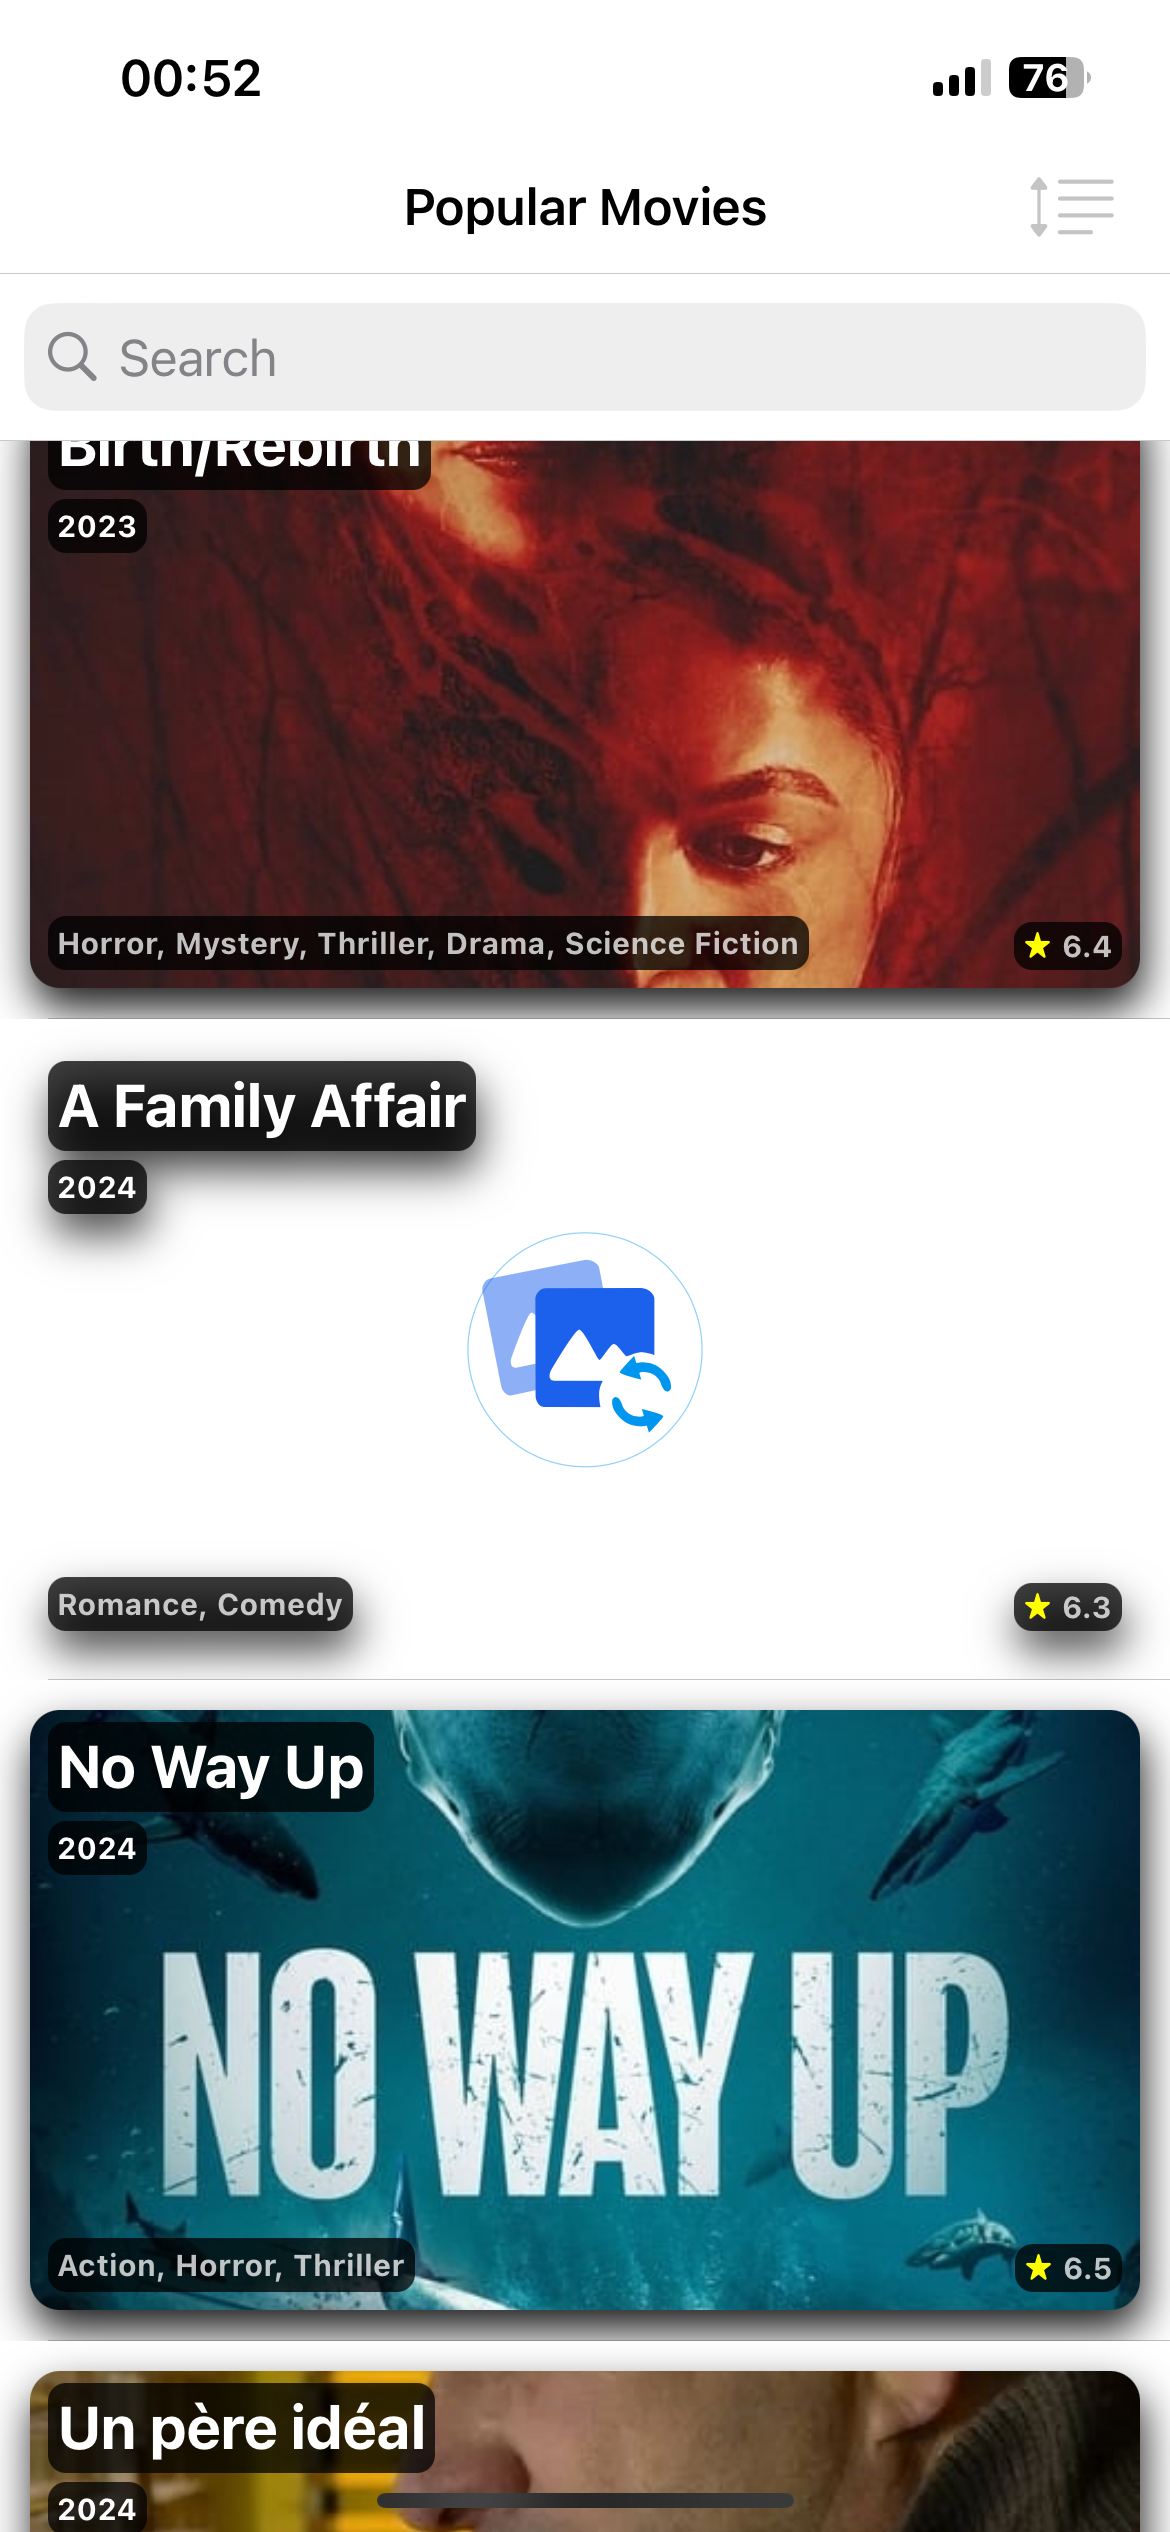 00:52
76
Popular Movies
Search
Birth/Rebirth
2023
Horror, Mystery, Thriller, Drama, Science Fiction
6.4
A Family Affair
2024
Romance, Comedy
6.3
No Way Up
2024
NO WAY UP
Action, Horror, Thriller
6.5
Un père idéal
2024